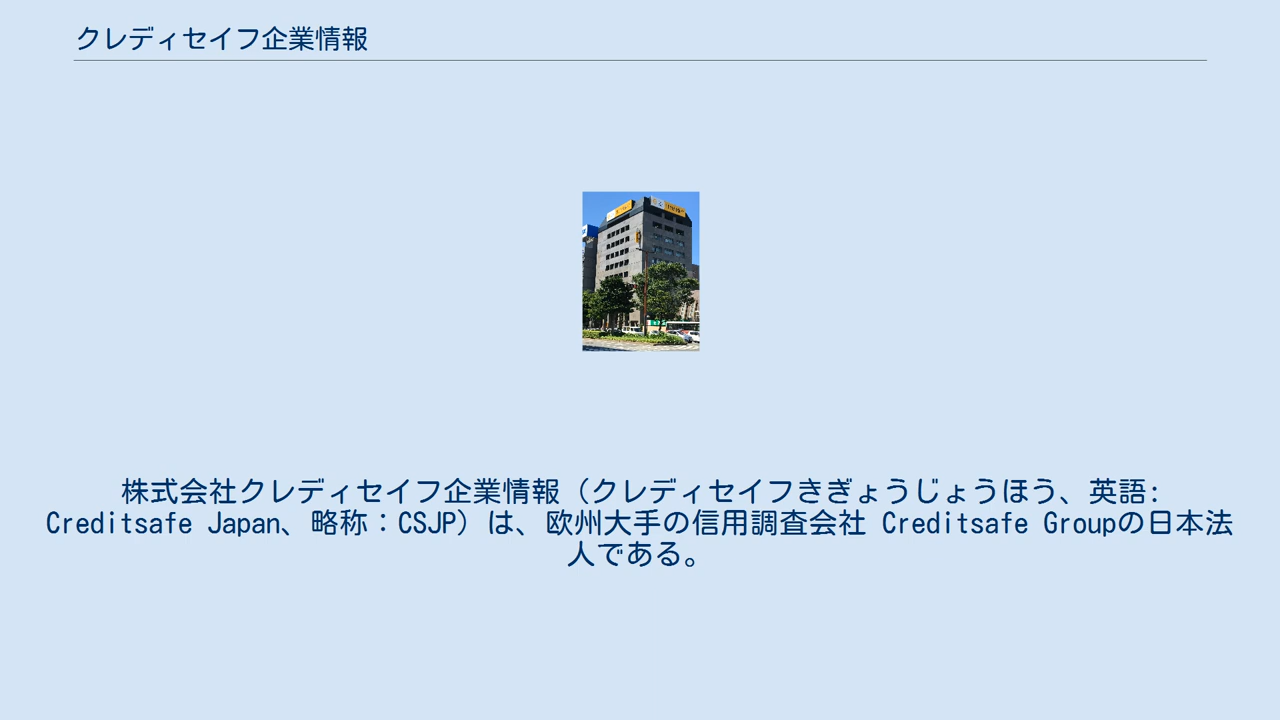 クレディセイフ企業情報
株式会社クレディセイフ企業情報（クレディセイフきぎょうじょうほう、英語:
Creditsafe Japan、略称：CSJP）は、欧州大手の信用調査会社 Creditsafe Groupの日本法
人である。